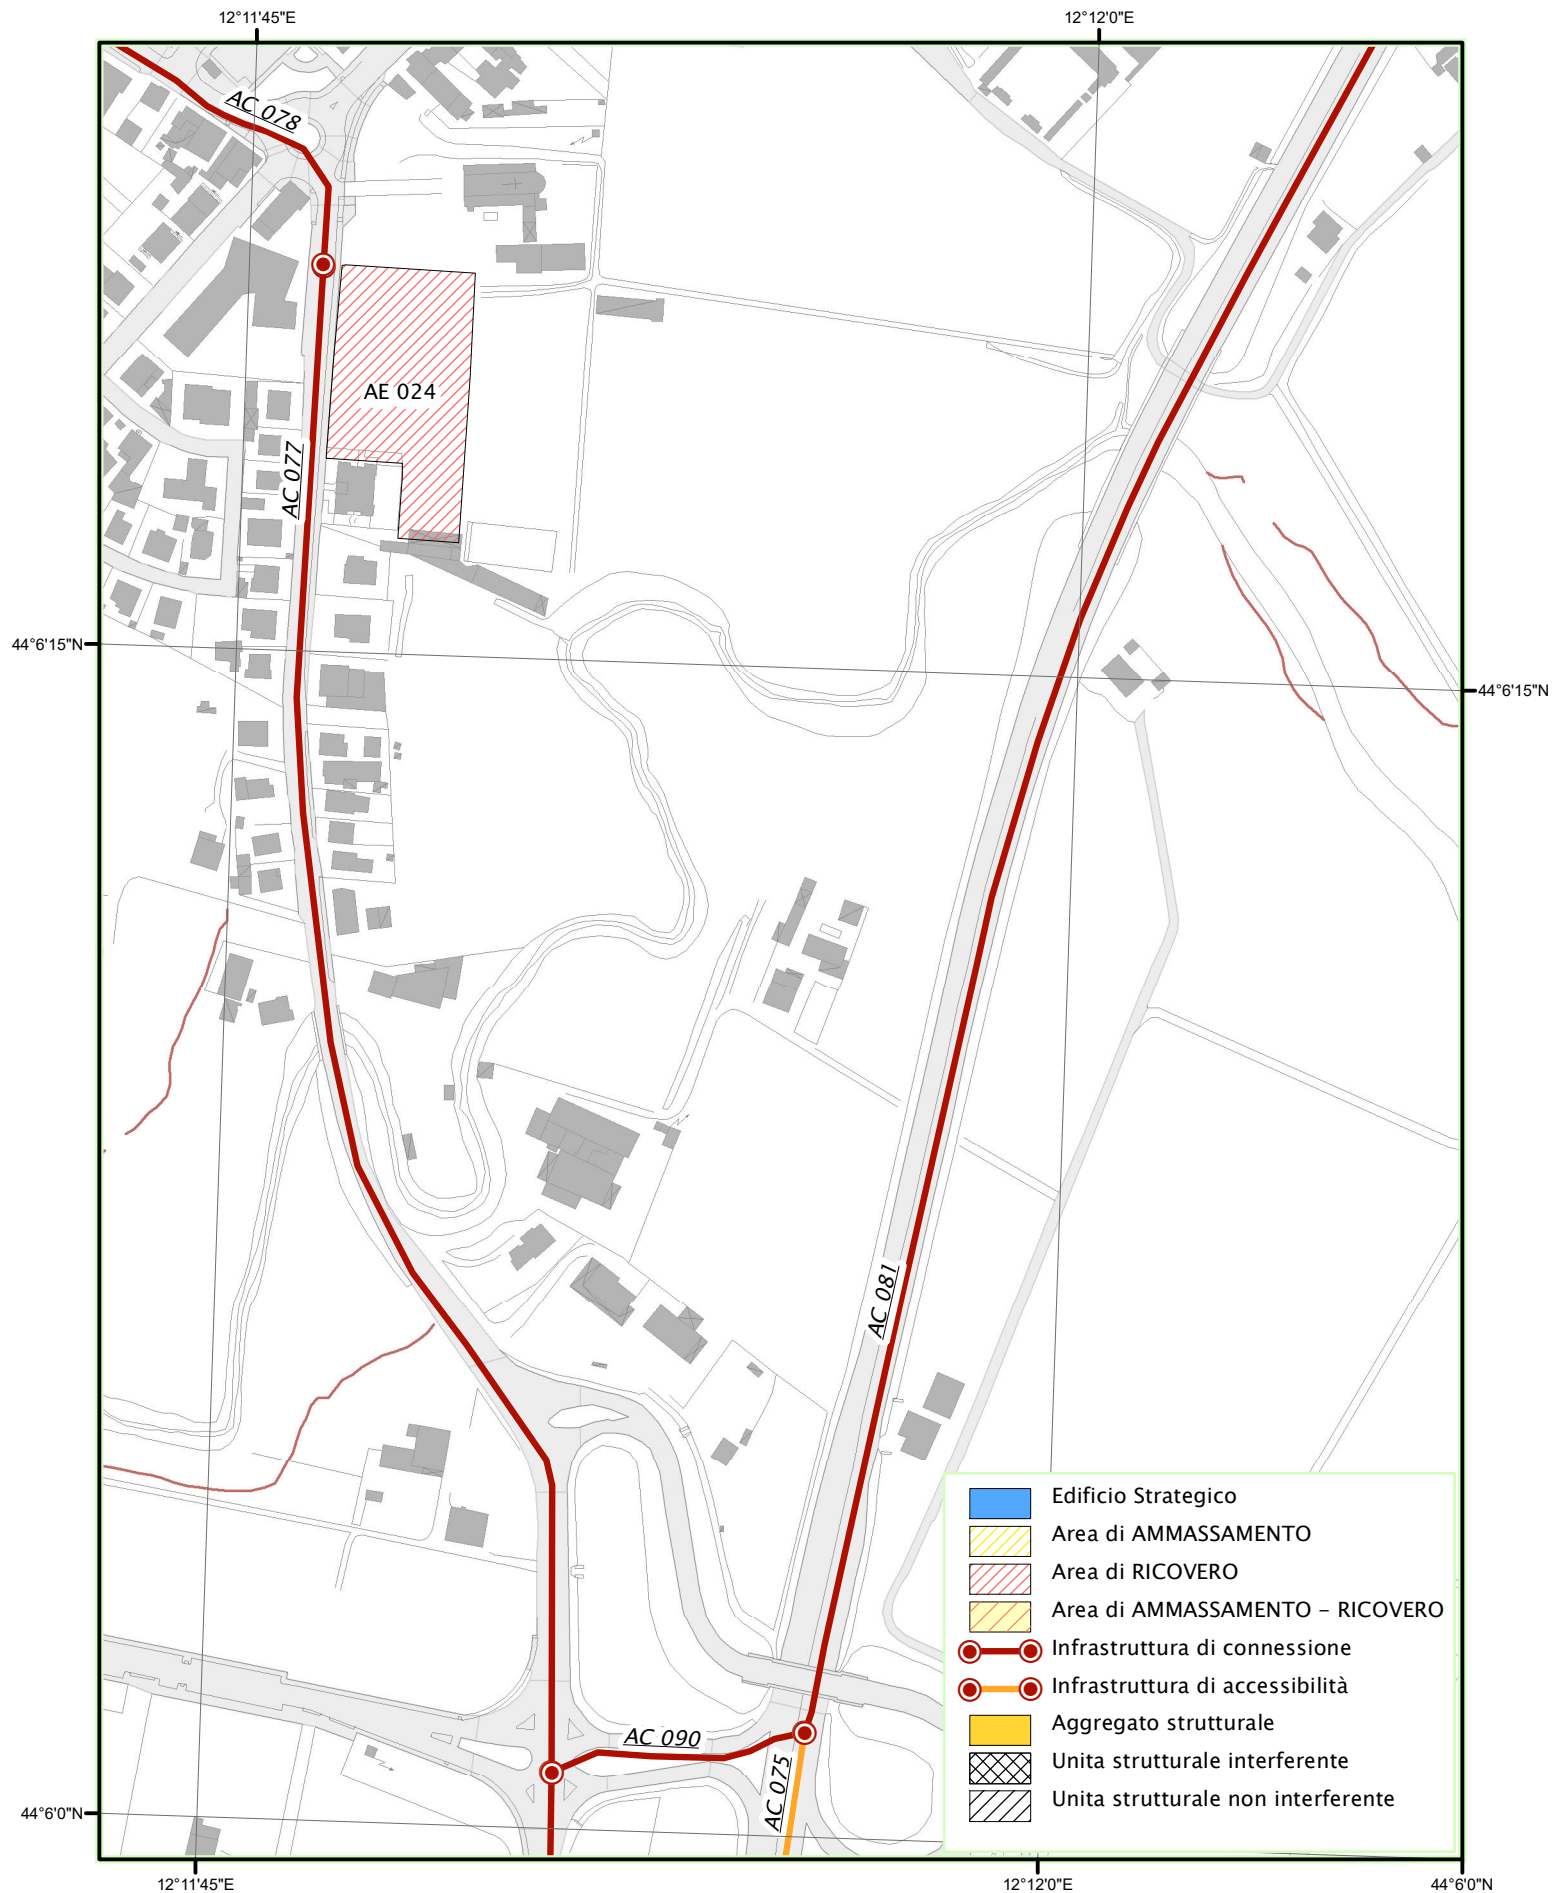 12°11'45"E
12°12'0"E
AC 078
AE 024
AC 077
44°6'15"N
44°6'15"N
AC 081
Edificio Strategico
Area di AMMASSAMENTO
Area di RICOVERO
Area di AMMASSAMENTO - RICOVERO
Infrastruttura di connessione
Infrastruttura di accessibilità
Aggregato strutturale
Unita strutturale interferente
Unita strutturale non interferente
AC 090
AC 075
44°6'0"N
12°11'45"E
12°12'0"E
44°6'0"N